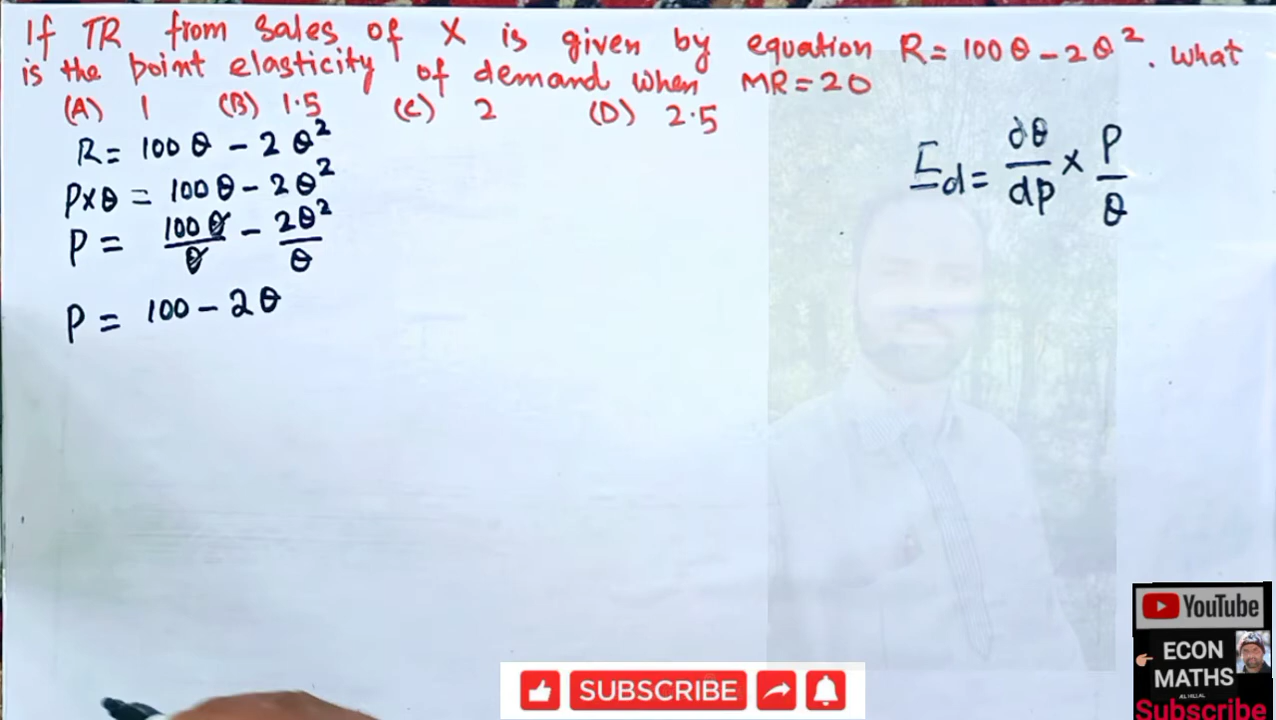 If TR from sales of X is given by equation R = 100θ - 2θ². What
is the point elasticity of demand when MR = 20
(A) 1 (B) 1.5 (C) 2 (D) 2.5
R = 100θ - 2θ²
P×θ = 100θ - 2θ²
P = 100θ/θ - 2θ²/θ
P = 100 - 2θ
Ed = dθ/dp × P/θ
YouTube
ECON
MATHS
AL HILAL
Subscribe
SUBSCRIBE